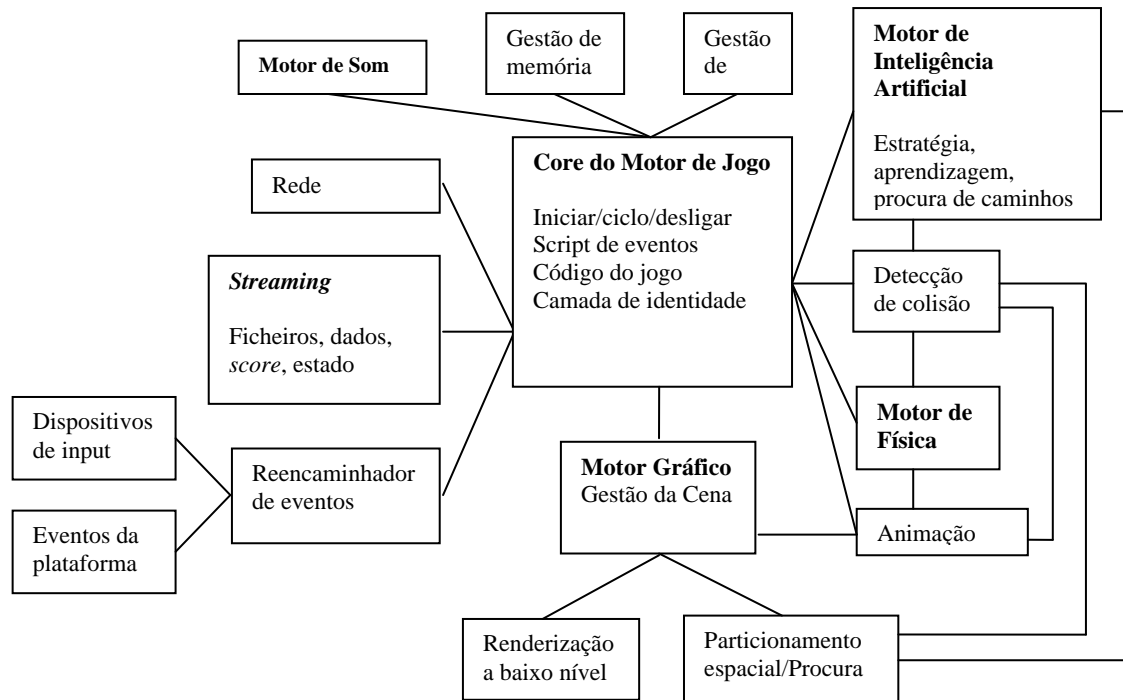 Motor de Som
Gestão de
memória
Gestão
de
Motor de
Inteligência
Artificial
Estratégia,
aprendizagem,
procura de caminhos
Core do Motor de Jogo
Iniciar/ciclo/desligar
Script de eventos
Código do jogo
Camada de identidade
Rede
Streaming
Ficheiros, dados,
score, estado
Detecção
de colisão
Dispositivos
de input
Reencaminhador
de eventos
Eventos da
plataforma
Motor Gráfico
Gestão da Cena
Motor de
Física
Animação
Renderização
a baixo nível
Particionamento
espacial/Procura